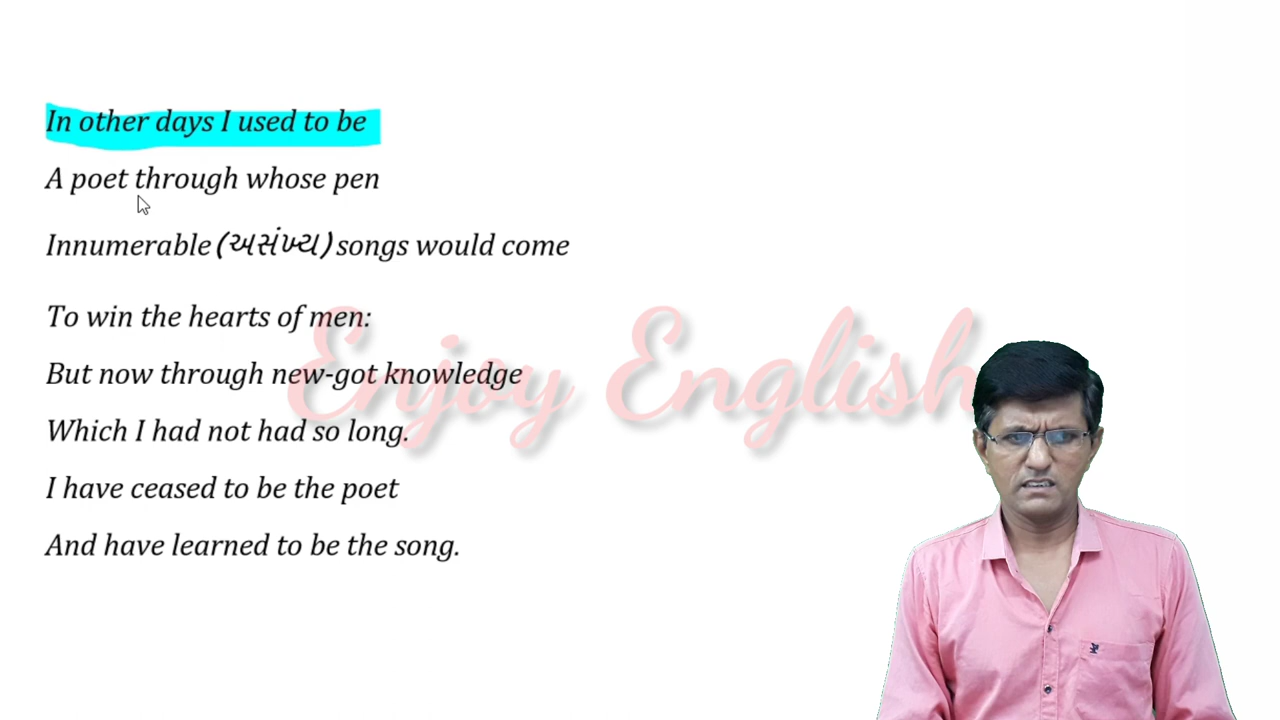 In other days I used to be
A poet through whose pen
Innumerable (અસંખ્ય) songs would come
To win the hearts of men:
But now through new-got knowledge
Which I had not had so long.
I have ceased to be the poet
And have learned to be the song.
Enjoy English